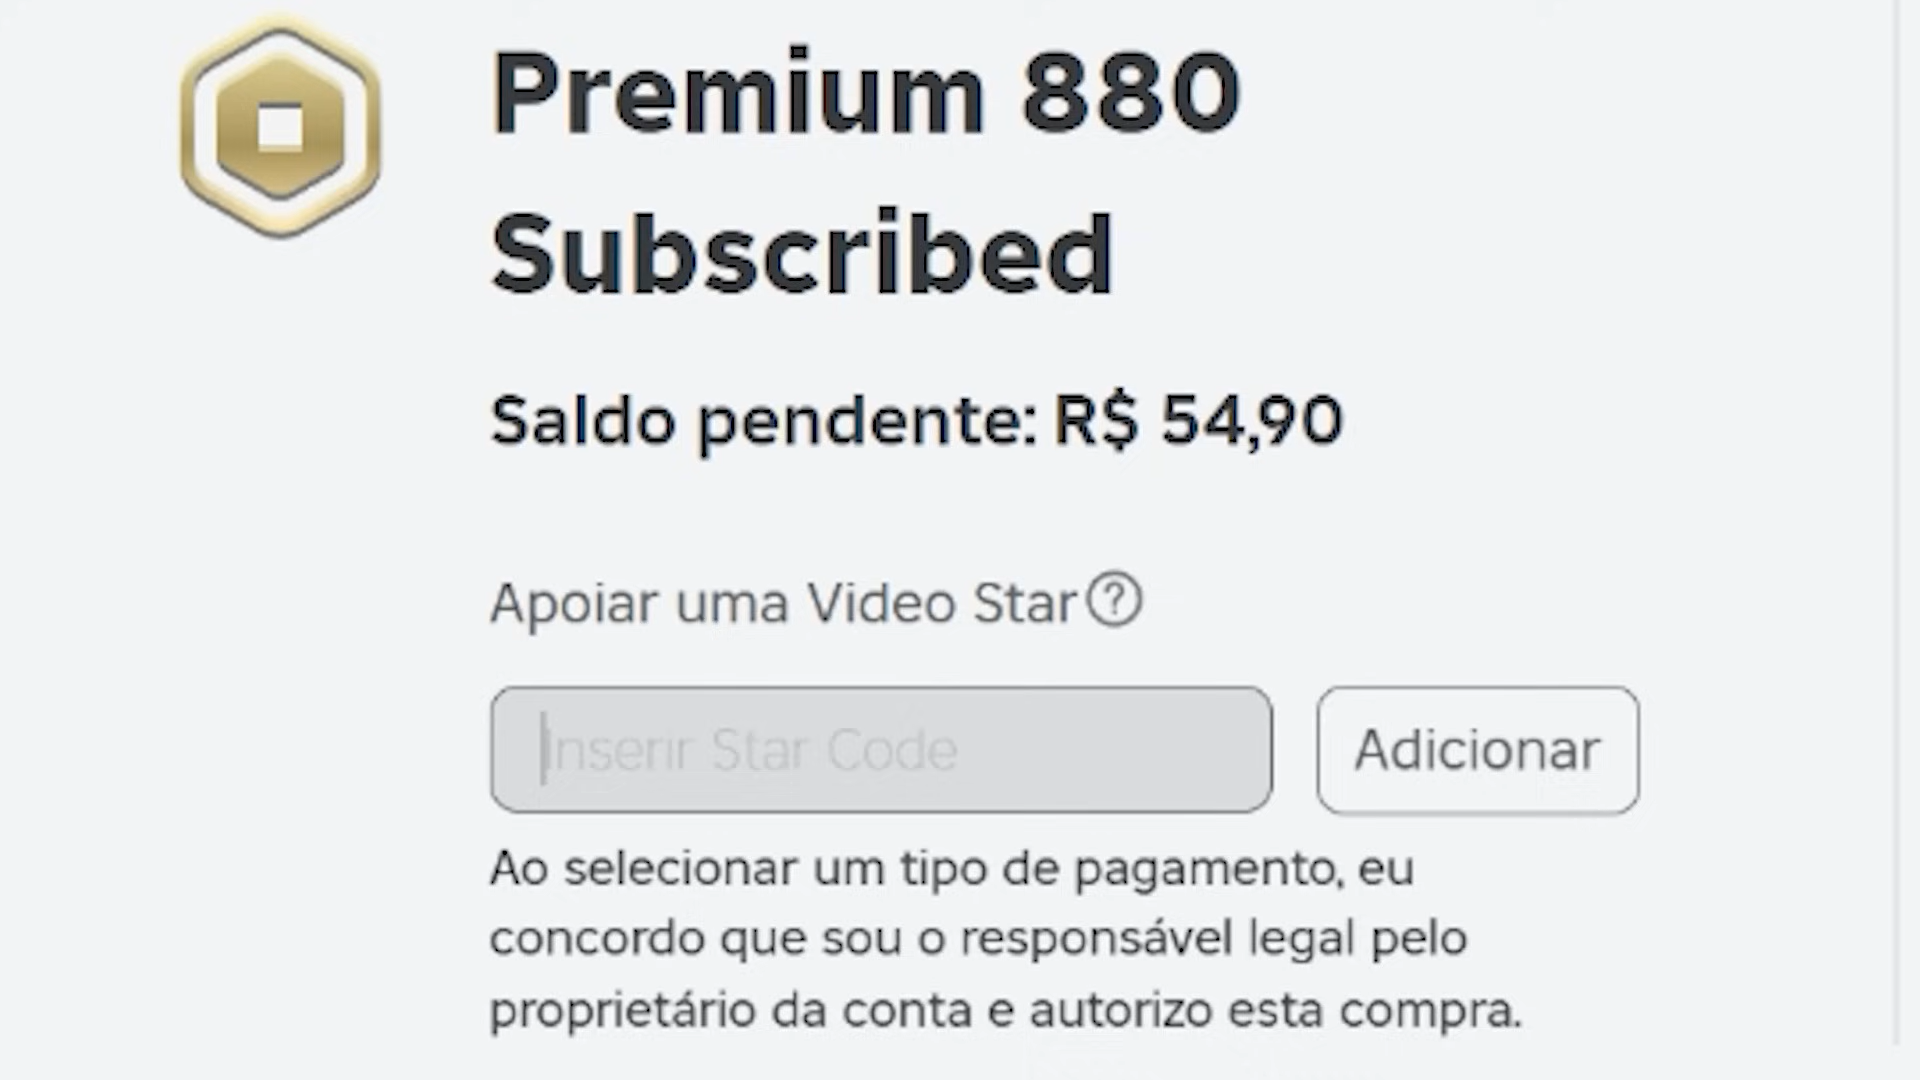 Premium 880
Subscribed
Saldo pendente: R$ 54,90
Apoiar uma Video Star?
Inserir Star Code
Adicionar
Ao selecionar um tipo de pagamento, eu
concordo que sou o responsável legal pelo
proprietário da conta e autorizo esta compra.